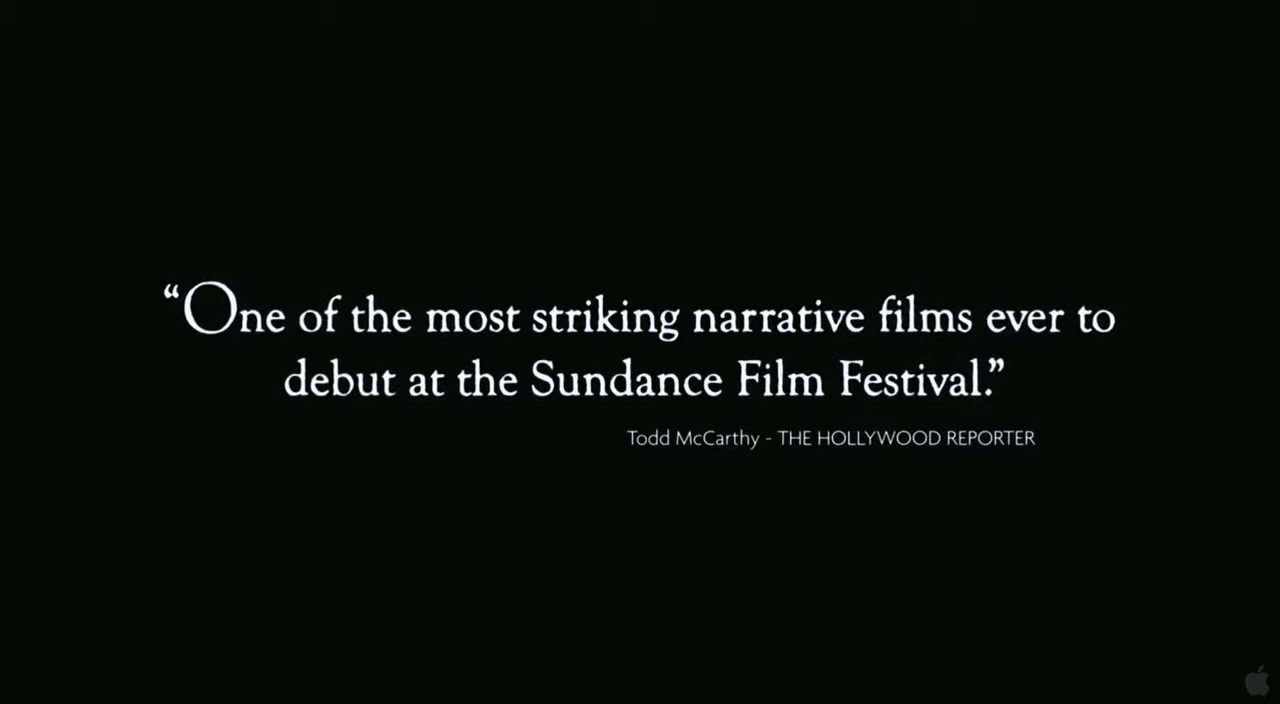 “One of the most striking narrative films ever to
debut at the Sundance Film Festival.”
Todd McCarthy - THE HOLLYWOOD REPORTER